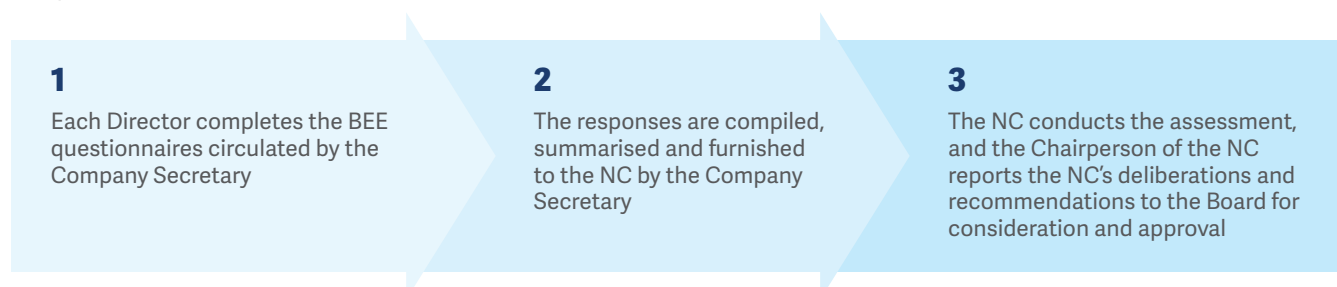 1
Each Director completes the BEE
questionnaires circulated by the
Company Secretary
2
The responses are compiled,
summarised and furnished
to the NC by the Company
Secretary
3
The NC conducts the assessment,
and the Chairperson of the NC
reports the NC’s deliberations and
recommendations to the Board for
consideration and approval